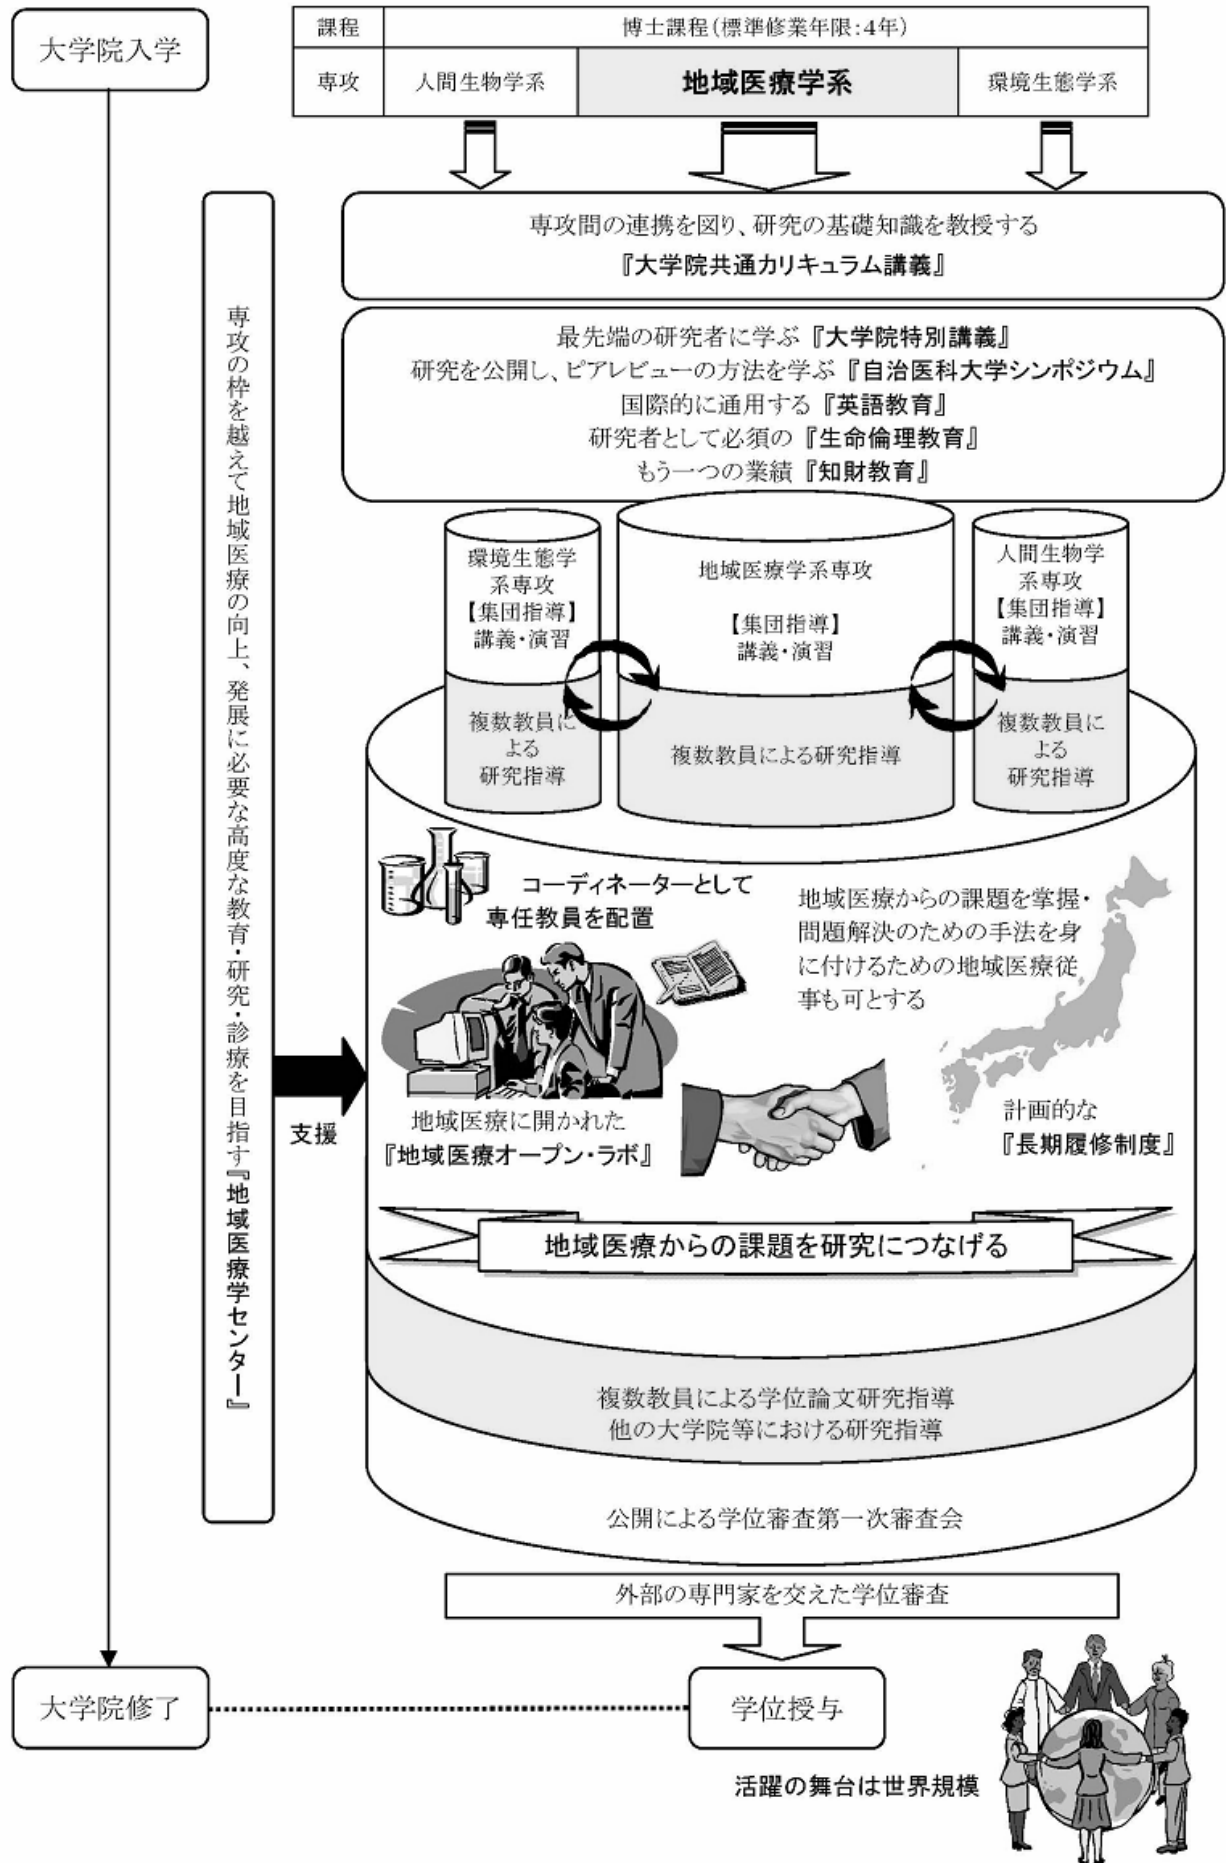 大学院入学
課程
博士課程(標準修業年限:4年)
専攻
人間生物学系
地域医療学系
環境生態学系
専攻間の連携を図り、研究の基礎知識を教授する
『大学院共通カリキュラム講義』
最先端の研究者に学ぶ『大学院特別講義』
研究を公開し、ピアレビューの方法を学ぶ『自治医科大学シンポジウム』
国際的に通用する『英語教育』
研究者として必須の『生命倫理教育』
もう一つの業績『知財教育』
専攻の枠を越えて地域医療の向上、発展に必要な高度な教育・研究・診療を目指す『地域医療学センター』
支援
環境生態学
系専攻
【集団指導】
講義・演習
複数教員に
よる
研究指導
地域医療学系専攻
【集団指導】
講義・演習
複数教員による研究指導
人間生物学
系専攻
【集団指導】
講義・演習
複数教員に
よる
研究指導
コーディネーターとして
専任教員を配置
地域医療に開かれた
『地域医療オープン・ラボ』
地域医療からの課題を掌握・
問題解決のための手法を身
に付けるための地域医療従
事も可とする
計画的な
『長期履修制度』
地域医療からの課題を研究につなげる
複数教員による学位論文研究指導
他の大学院等における研究指導
公開による学位審査第一次審査会
外部の専門家を交えた学位審査
大学院修了
学位授与
活躍の舞台は世界規模